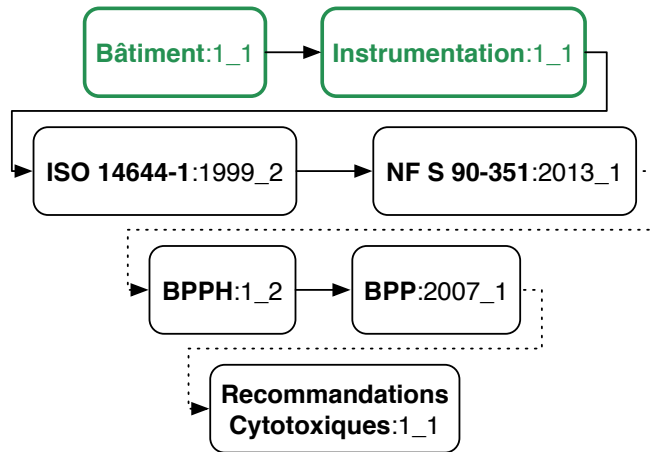 Bâtiment:1_1
Instrumentation:1_1
ISO 14644-1:1999_2
NF S 90-351:2013_1
BPPH:1_2
BPP:2007_1
Recommandations
Cytotoxiques:1_1